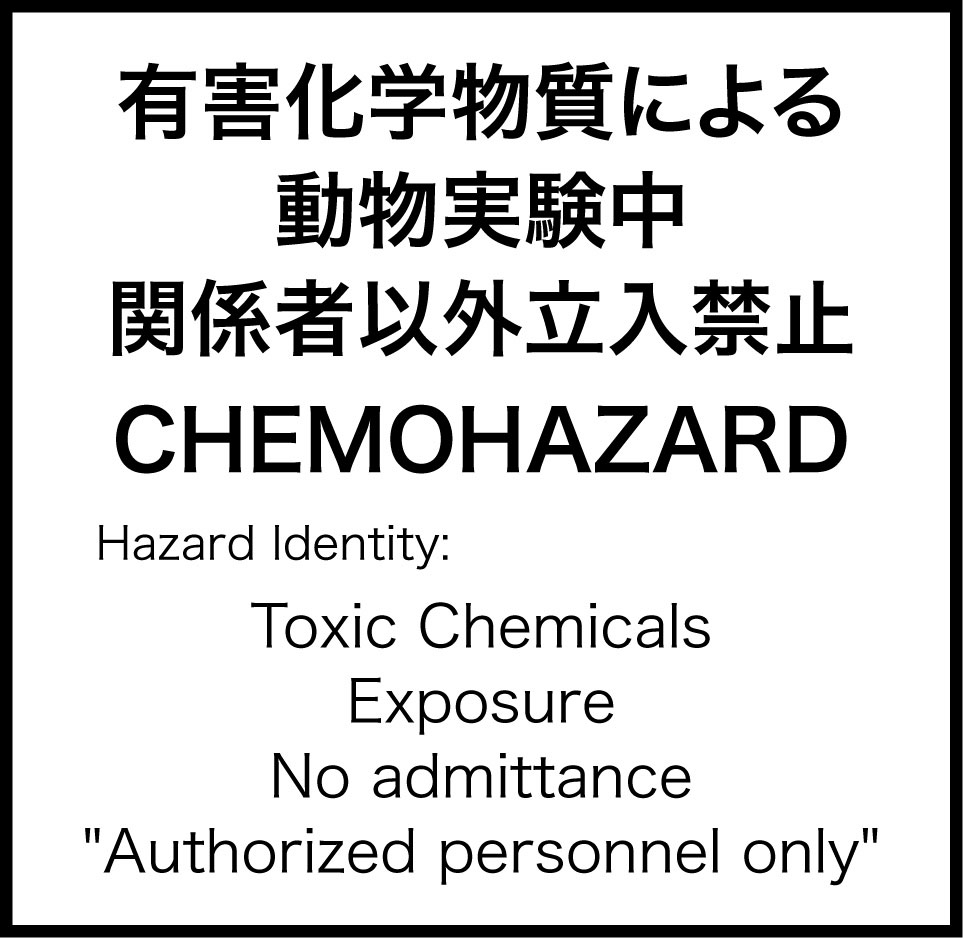 有害化学物質による
動物実験中
関係者以外立入禁止
CHEMOHAZARD
Hazard Identity:
Toxic Chemicals
Exposure
No admittance
"Authorized personnel only"